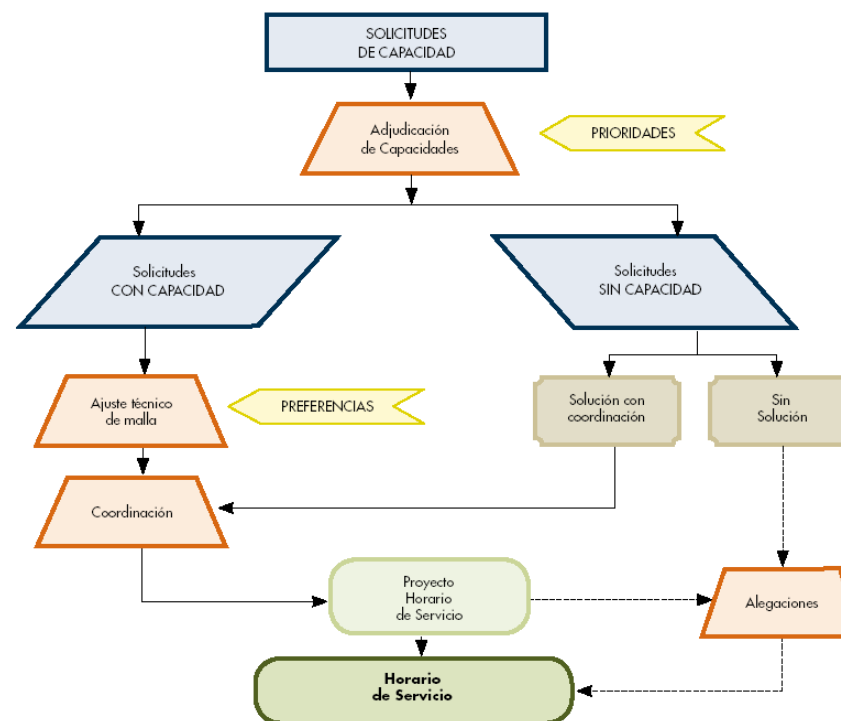 SOLICITUDES
DE CAPACIDAD
Adjudicación
de Capacidades
PRIORIDADES
Solicitudes
CON CAPACIDAD
Solicitudes
SIN CAPACIDAD
Ajuste técnico
de malla
PREFERENCIAS
Solución con
coordinación
Sin
Solución
Coordinación
Proyecto
Horario
de Servicio
Alegaciones
Horario
de Servicio